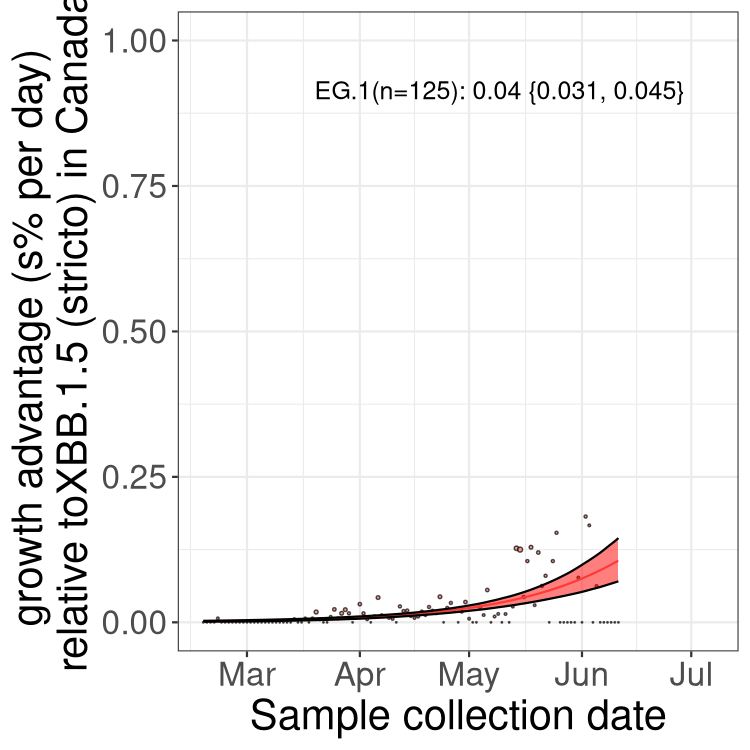 growth advantage (s% per day)
relative toXBB.1.5 (stricto) in Canada
1.00
0.75
0.50
0.25
0.00
EG.1(n=125): 0.04 {0.031, 0.045}
Mar Apr May Jun Jul
Sample collection date